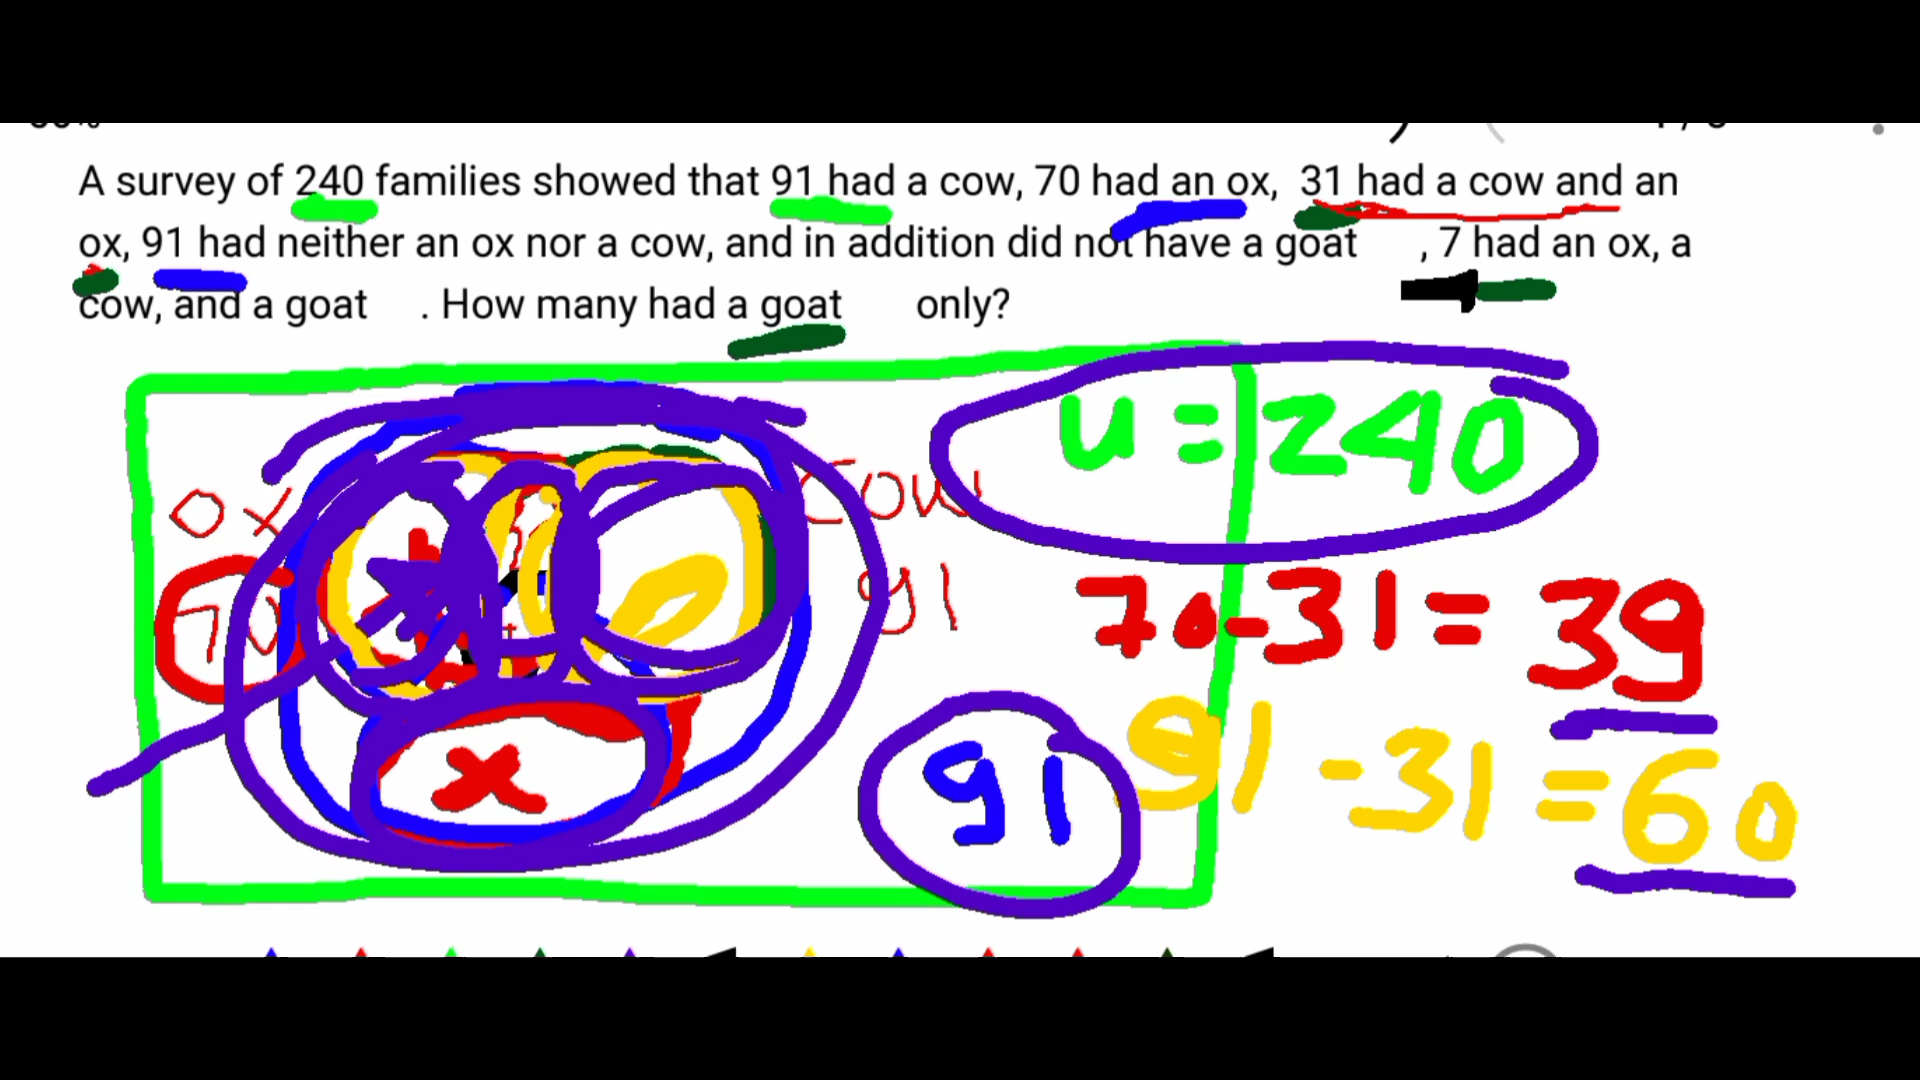 A survey of 240 families showed that 91 had a cow, 70 had an ox, 31 had a cow and an
ox, 91 had neither an ox nor a cow, and in addition did not have a goat , 7 had an ox, a
cow, and a goat . How many had a goat only?
u = 240
ox
cow
70
91
70-31= 39
91 -31 =60
x
91